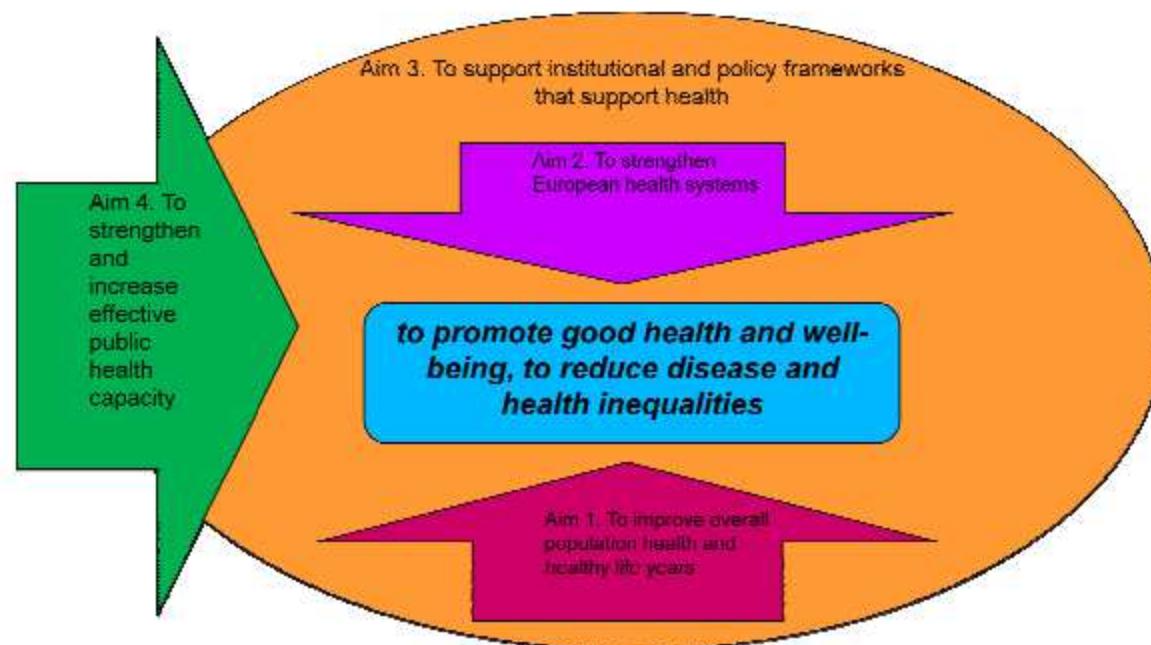 Aim 3. To support institutional and policy frameworks
that support health
Aim 2. To strengthen
European health systems
Aim 4. To
strengthen
and
increase
effective
public
health
capacity
to promote good health and well-
being, to reduce disease and
health inequalities
Aim 1. To improve overall
population health and
healthy life years